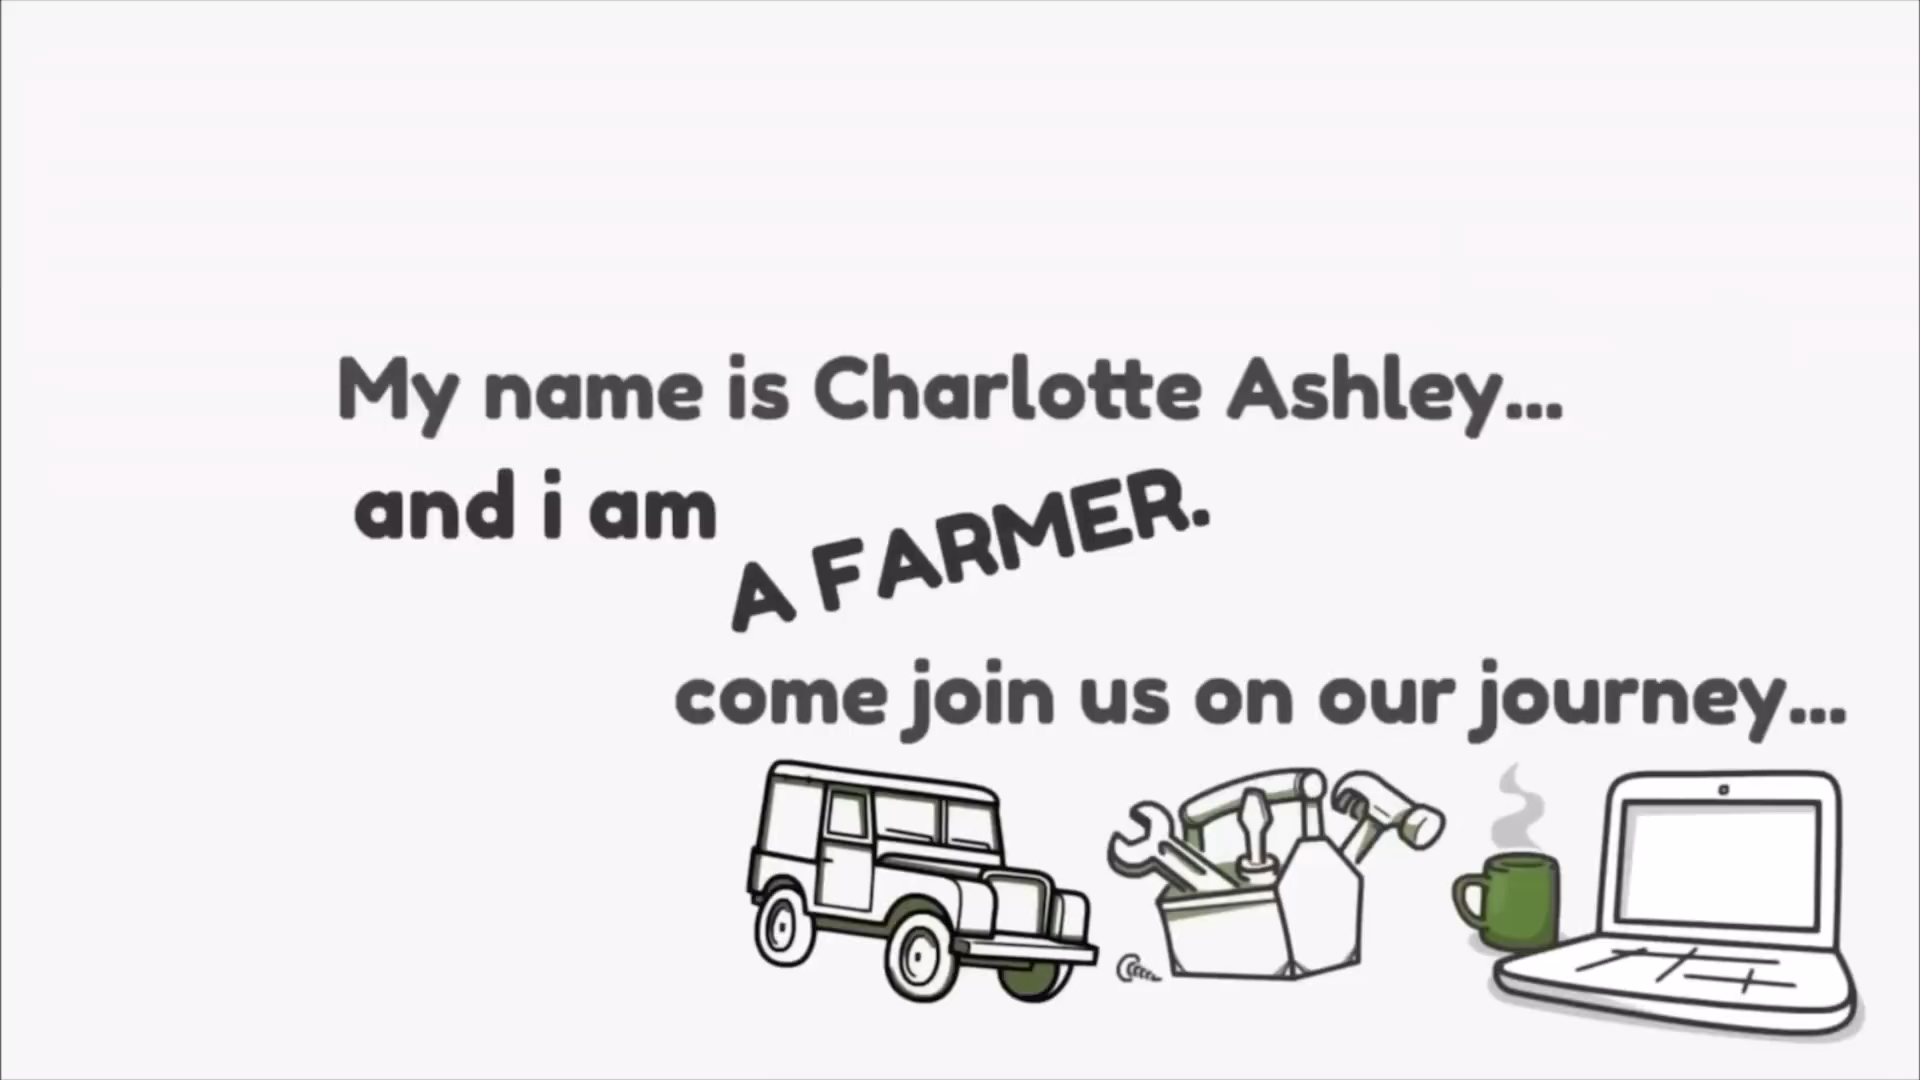 My name is Charlotte Ashley...
and i am
A FARMER.
come join us on our journey...